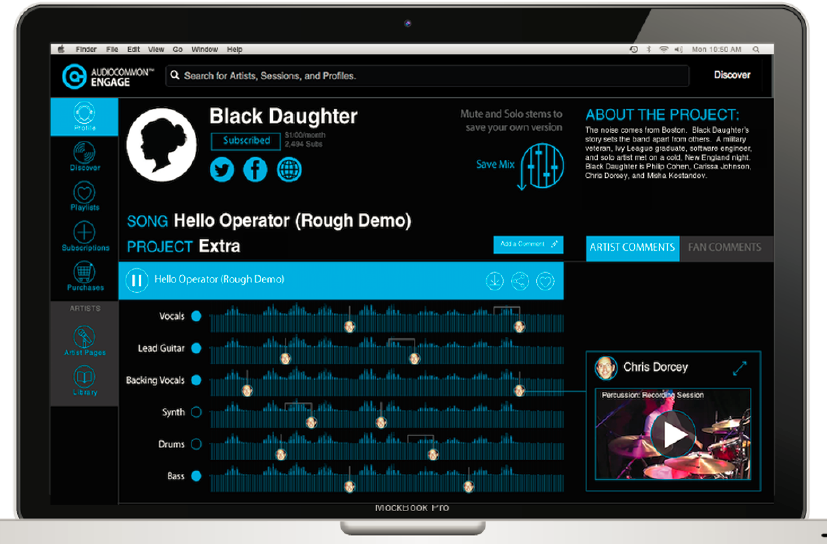 Finder File Edit View Go Window Help
Mon 10:50 AM
AUDIOCOMMON™
ENGAGE
Search for Artists, Sessions, and Profiles.
Discover
Profile
Discover
Playlists
Subscriptions
Purchases
ARTISTS
Artist Pages
Library
Black Daughter
Subscribed
$1.00/month
2,494 Subs
Mute and Solo stems to
save your own version
Save Mix
ABOUT THE PROJECT:
The noise comes from Boston. Black Daughter's
story sets the band apart from others. A military
veteran, Ivy League graduate, software engineer,
and solo artist met on a cold, New England night.
Black Daughter is Philip Cohen, Carissa Johnson,
Chris Dorcey, and Misha Kostandov.
SONG Hello Operator (Rough Demo)
PROJECT Extra
Add a Comment
ARTIST COMMENTS
FAN COMMENTS
Hello Operator (Rough Demo)
Vocals
Lead Guitar
Backing Vocals
Synth
Drums
Bass
Chris Dorcey
Percussion: Recording Session
MockBook Pro